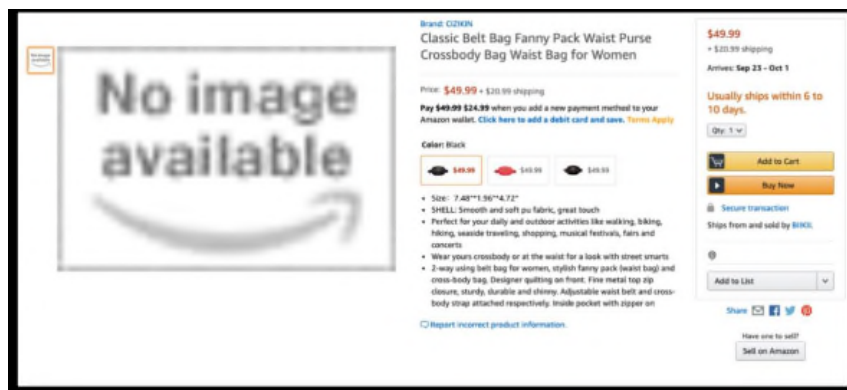 No image
available
Brand: CIZIKIN
Classic Belt Bag Fanny Pack Waist Purse
Crossbody Bag Waist Bag for Women
Price: $49.99 + $20.99 shipping
Pay $49.99 $24.99 when you add a new payment method to your
Amazon wallet. Click here to add a debit card and save. Terms Apply
Color: Black
$49.99
$49.99
$49.99
• Size: 7.48"*1.96"*4.72"
• SHELL: Smooth and soft pu fabric, great touch
• Perfect for your daily and outdoor activities like walking, biking,
hiking, seaside traveling, shopping, musical festivals, fairs and
concerts
• Wear yours crossbody or at the waist for a look with street smarts
• 2-way using belt bag for women, stylish fanny pack (waist bag) and
cross-body bag. Designer quilting on front. Fine metal top zip
closure, sturdy, durable and shinny. Adjustable waist belt and cross-
body strap attached respectively. Inside pocket with zipper on
Report incorrect product information.
$49.99
+ $20.99 shipping
Arrives: Sep 23 - Oct 1
Usually ships within 6 to
10 days.
Qty: 1
Add to Cart
Buy Now
Secure transaction
Ships from and sold by
Add to List
Share
Have one to sell?
Sell on Amazon